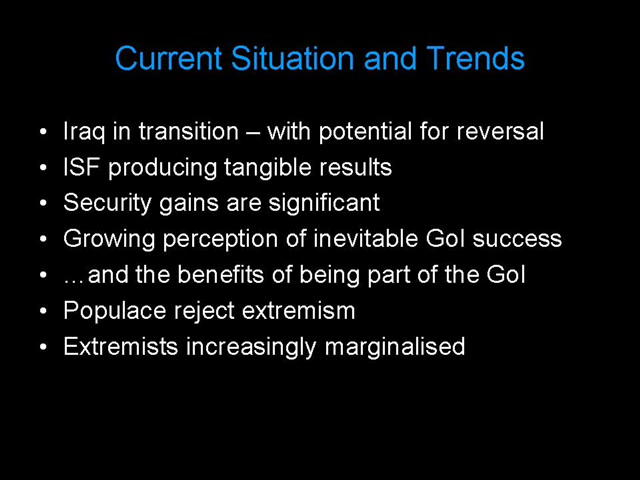 Current Situation and Trends
• Iraq in transition – with potential for reversal
• ISF producing tangible results
• Security gains are significant
• Growing perception of inevitable GoI success
• …and the benefits of being part of the GoI
• Populace reject extremism
• Extremists increasingly marginalised